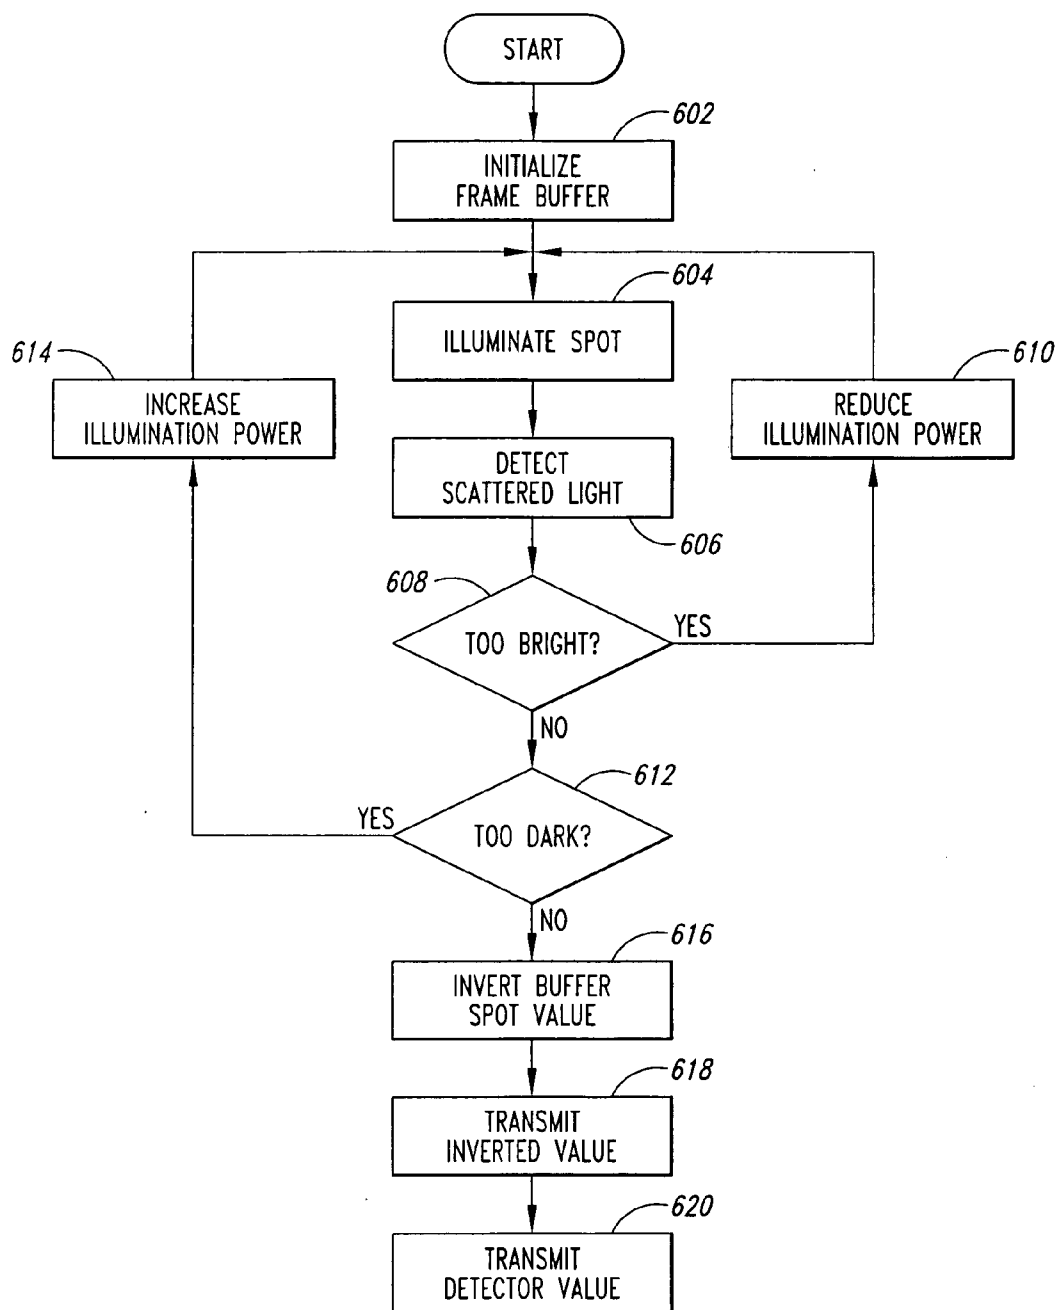 START
602
INITIALIZE
FRAME BUFFER
604
ILLUMINATE SPOT
614
INCREASE
ILLUMINATION POWER
610
REDUCE
ILLUMINATION POWER
DETECT
SCATTERED LIGHT
606
608
TOO BRIGHT?
YES
NO
612
YES
TOO DARK?
NO
616
INVERT BUFFER
SPOT VALUE
618
TRANSMIT
INVERTED VALUE
620
TRANSMIT
DETECTOR VALUE